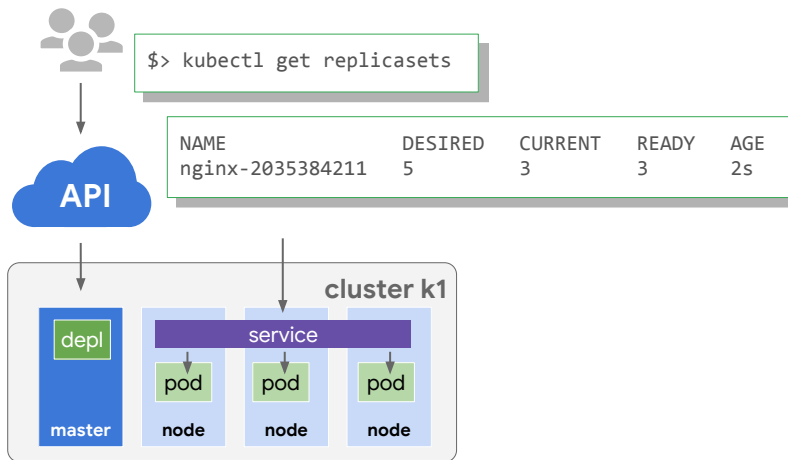 $> kubectl get replicasets
NAME DESIRED CURRENT READY AGE
nginx-2035384211 5 3 3 2s
API
cluster k1
depl
service
pod pod pod
master node node node